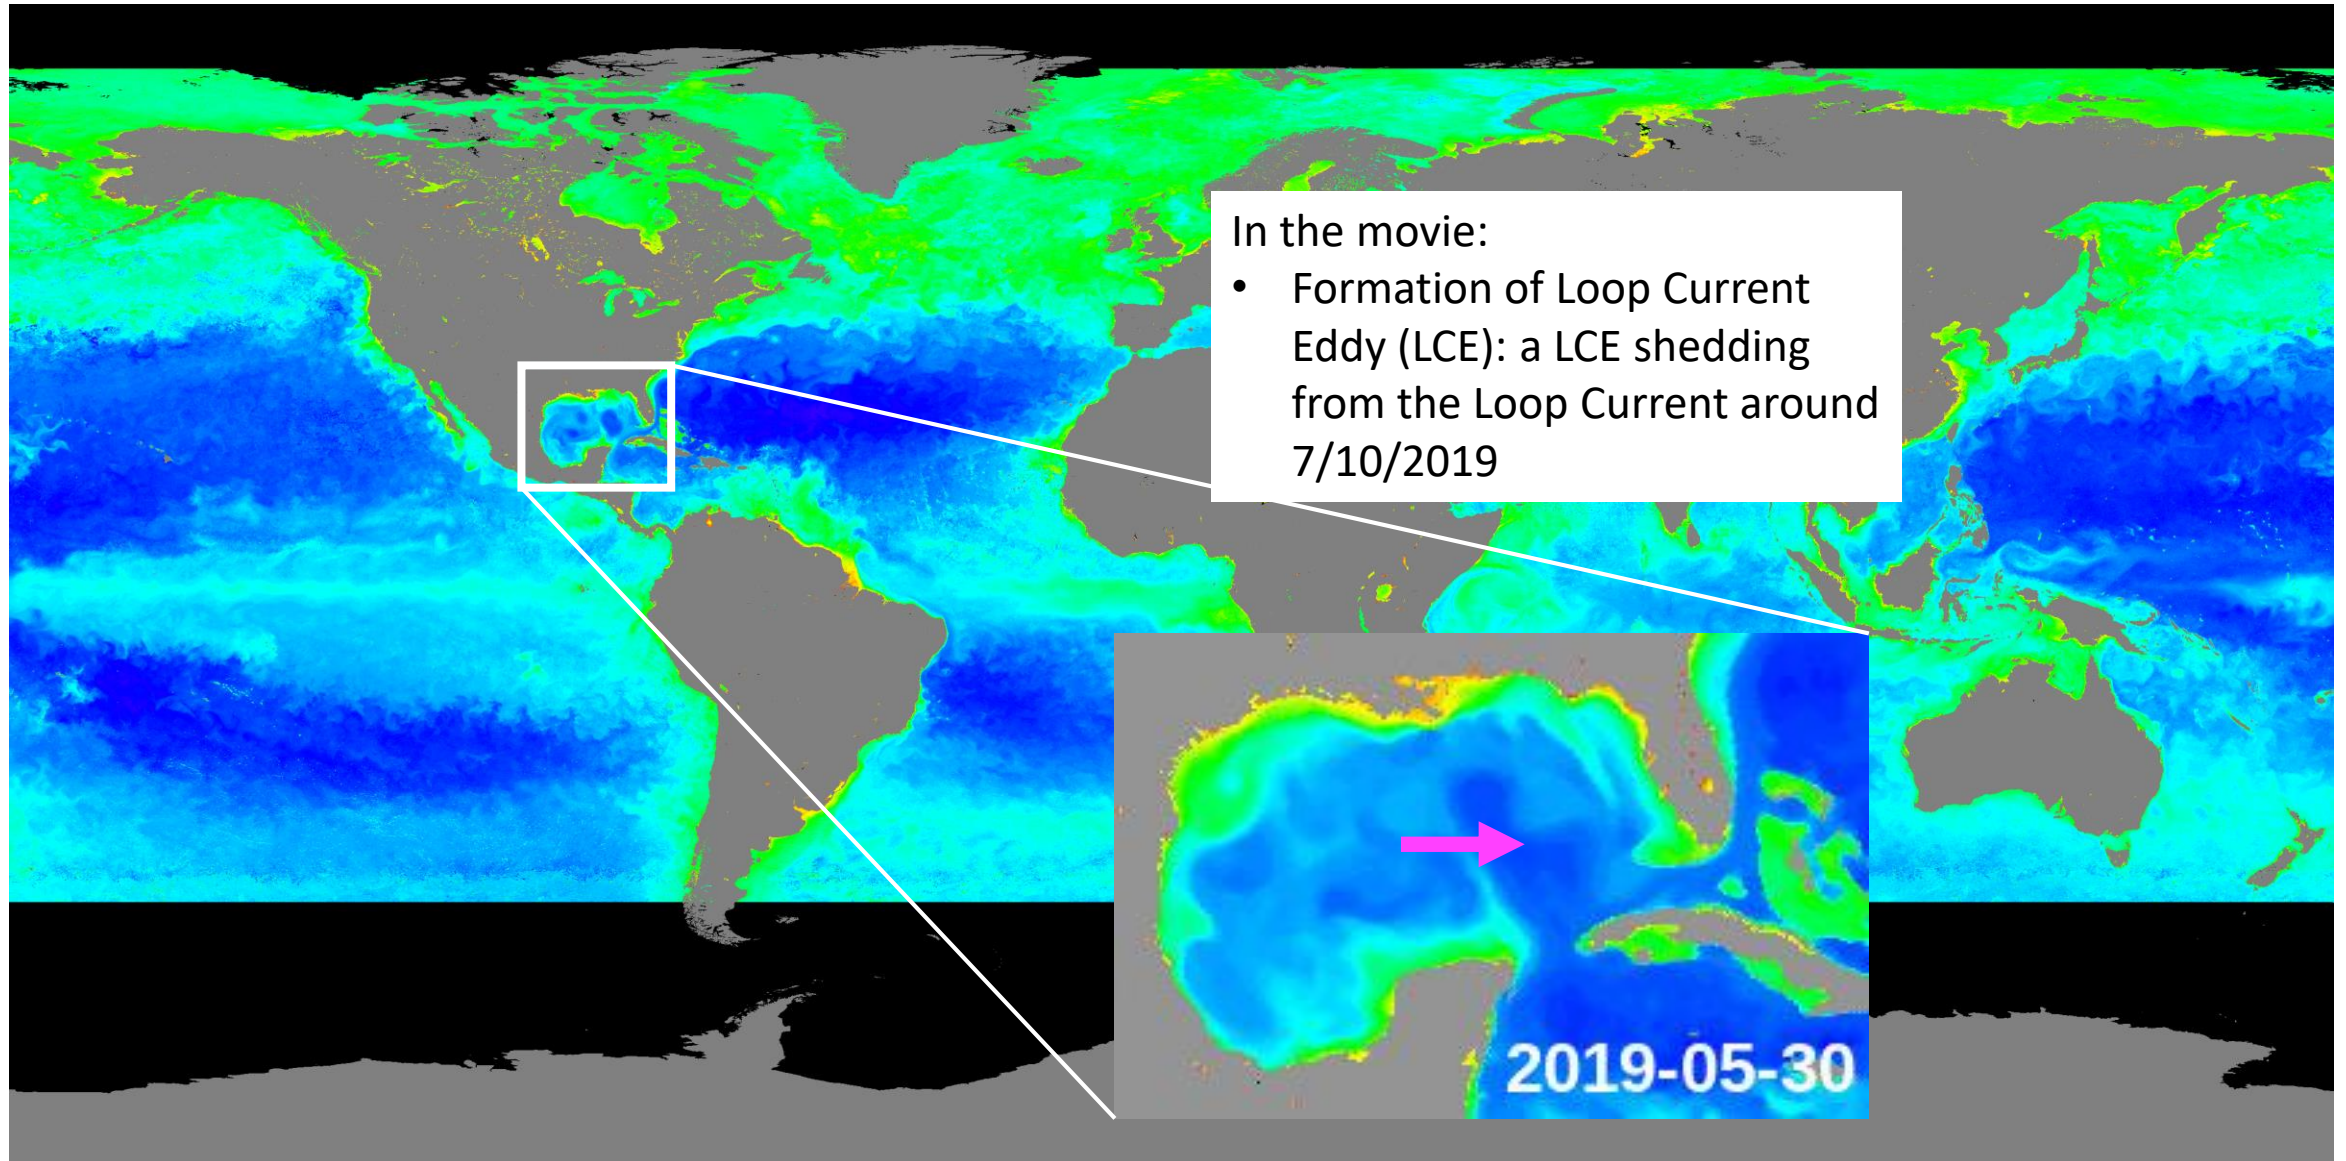 In the movie:
• Formation of Loop Current
Eddy (LCE): a LCE shedding
from the Loop Current around
7/10/2019
2019-05-30